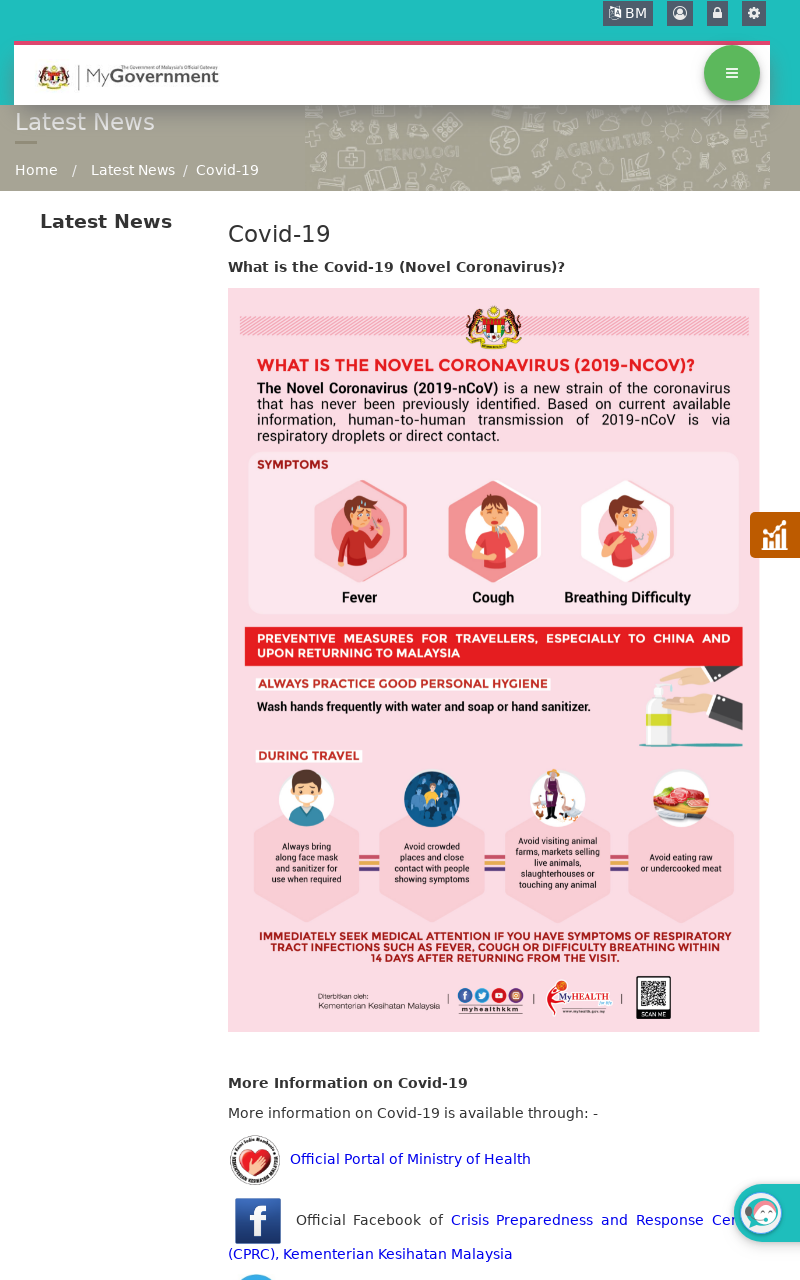 BM
The Government of Malaysia's Official Gateway
MyGovernment
Latest News
Home / Latest News / Covid-19
Latest News
Covid-19
What is the Covid-19 (Novel Coronavirus)?
WHAT IS THE NOVEL CORONAVIRUS (2019-NCOV)?
The Novel Coronavirus (2019-nCoV) is a new strain of the coronavirus
that has never been previously identified. Based on current available
information, human-to-human transmission of 2019-nCoV is via
respiratory droplets or direct contact.
SYMPTOMS
Fever
Cough
Breathing Difficulty
PREVENTIVE MEASURES FOR TRAVELLERS, ESPECIALLY TO CHINA AND
UPON RETURNING TO MALAYSIA
ALWAYS PRACTICE GOOD PERSONAL HYGIENE
Wash hands frequently with water and soap or hand sanitizer.
DURING TRAVEL
Always bring
along face mask
and sanitizer for
use when required
Avoid crowded
places and close
contact with people
showing symptoms
Avoid visiting animal
farms, markets selling
live animals,
slaughterhouses or
touching any animal
Avoid eating raw
or undercooked meat
IMMEDIATELY SEEK MEDICAL ATTENTION IF YOU HAVE SYMPTOMS OF RESPIRATORY
TRACT INFECTIONS SUCH AS FEVER, COUGH OR DIFFICULTY BREATHING WITHIN
14 DAYS AFTER RETURNING FROM THE VISIT.
Diterbitkan oleh:
Kementerian Kesihatan Malaysia
myhealthkkm
MyHEALTH
SCAN ME
More Information on Covid-19
More information on Covid-19 is available through: -
Official Portal of Ministry of Health
Official Facebook of Crisis Preparedness and Response
(CPRC), Kementerian Kesihatan Malaysia
TEKNOLOGI
AGRIKULTUR